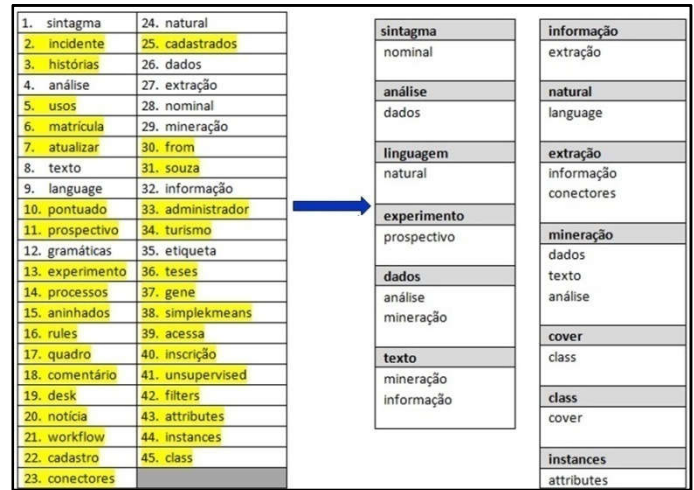 1. sintagma
2. incidente
3. histórias
4. análise
5. usos
6. matrícula
7. atualizar
8. texto
9. language
10. pontuado
11. prospectivo
12. gramáticas
13. experimento
14. processos
15. aninhados
16. rules
17. quadro
18. comentário
19. desk
20. notícia
21. workflow
22. cadastro
23. conectores
24. natural
25. cadastrados
26. dados
27. extração
28. nominal
29. mineração
30. from
31. souza
32. informação
33. administrador
34. turismo
35. etiqueta
36. teses
37. gene
38. simplekmeans
39. acessa
40. inscrição
41. unsupervised
42. filters
43. attributes
44. instances
45. class
sintagma
nominal
análise
dados
linguagem
natural
experimento
prospectivo
dados
análise
mineração
texto
mineração
informação
informação
extração
natural
language
extração
informação
conectores
mineração
dados
texto
análise
cover
class
class
cover
instances
attributes